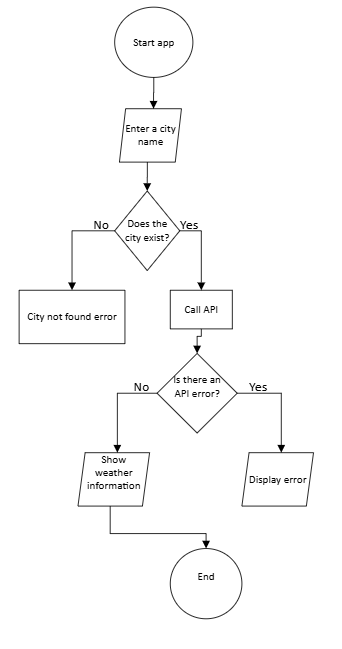 Start app
Enter a city
name
Does the
city exist?
No
Yes
City not found error
Call API
Is there an
API error?
No
Yes
Show
weather
information
Display error
End